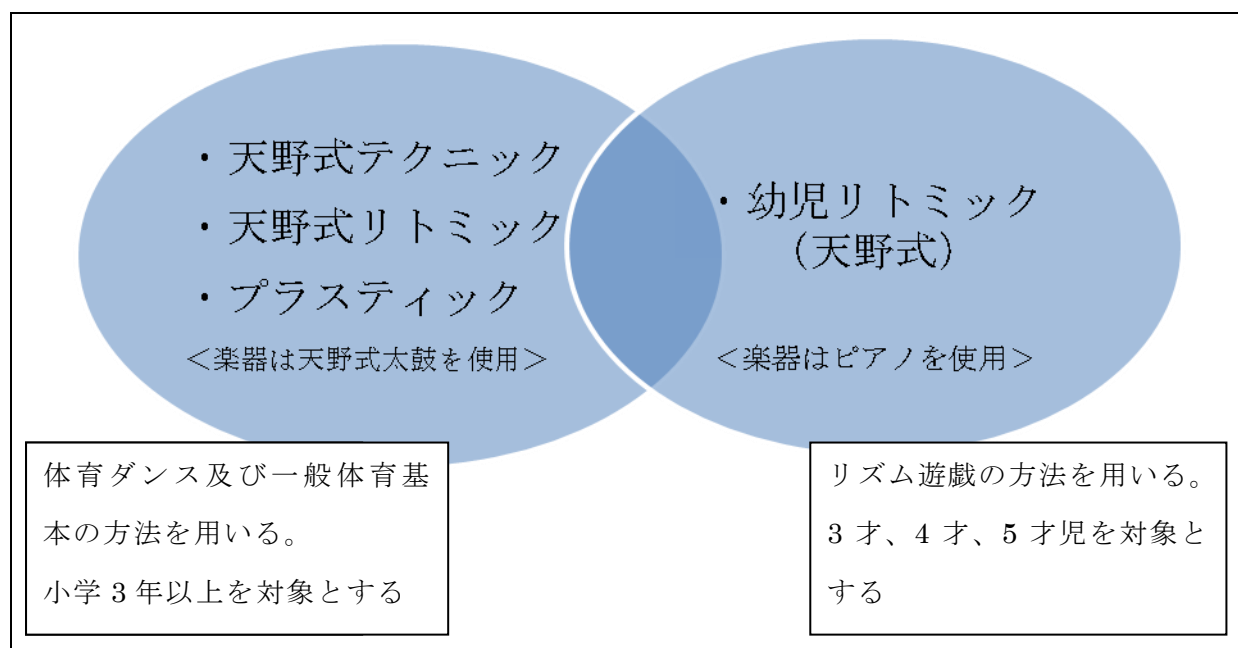 ・天野式テクニック
・天野式リトミック
・プラスティック
＜楽器は天野式太鼓を使用＞
・幼児リトミック
（天野式）
＜楽器はピアノを使用＞
体育ダンス及び一般体育基
本の方法を用いる。
小学 3 年以上を対象とする
リズム遊戯の方法を用いる。
3 才、4 才、5 才児を対象と
する